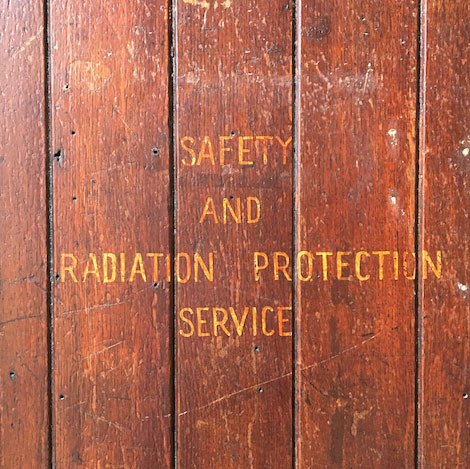 SAFETY
AND
RADIATION PROTECTION
SERVICE